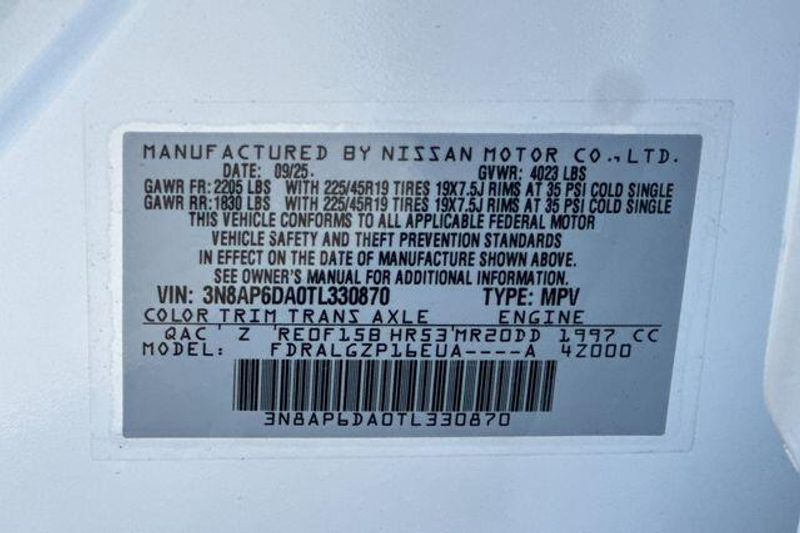 MANUFACTURED BY NISSAN MOTOR CO., LTD.
DATE: 09/25. GVWR: 4023 LBS
GAWR FR: 2205 LBS WITH 225/45R19 TIRES 19X7.5J RIMS AT 35 PSI COLD SINGLE
GAWR RR: 1830 LBS WITH 225/45R19 TIRES 19X7.5J RIMS AT 35 PSI COLD SINGLE
THIS VEHICLE CONFORMS TO ALL APPLICABLE FEDERAL MOTOR
VEHICLE SAFETY AND THEFT PREVENTION STANDARDS
IN EFFECT ON THE DATE OF MANUFACTURE SHOWN ABOVE.
SEE OWNER'S MANUAL FOR ADDITIONAL INFORMATION.
VIN: 3N8AP6DA0TL330870 TYPE: MPV
COLOR TRIM TRANS AXLE ENGINE
QAC Z RE0F15B HR53 MR20DD 1997 CC
MODEL: FDRALGZP16EUA----A 4Z000
3N8AP6DA0TL330870